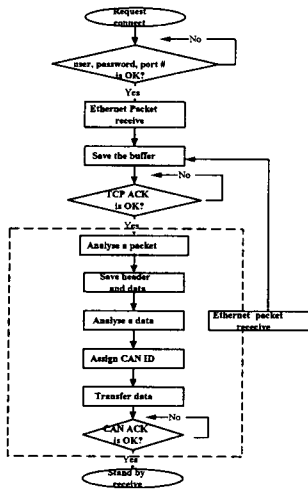 Request
connect
No
user, password, port #
is OK?
Yes
Ethernet Packet
receive
Save the buffer
No
TCP ACK
is OK?
Yes
Analyse a packet
Save header
and data
Analyse a data
Ethernet packet
receive
Assign CAN ID
Transfer data
No
CAN ACK
is OK?
Yes
Stand by
receive